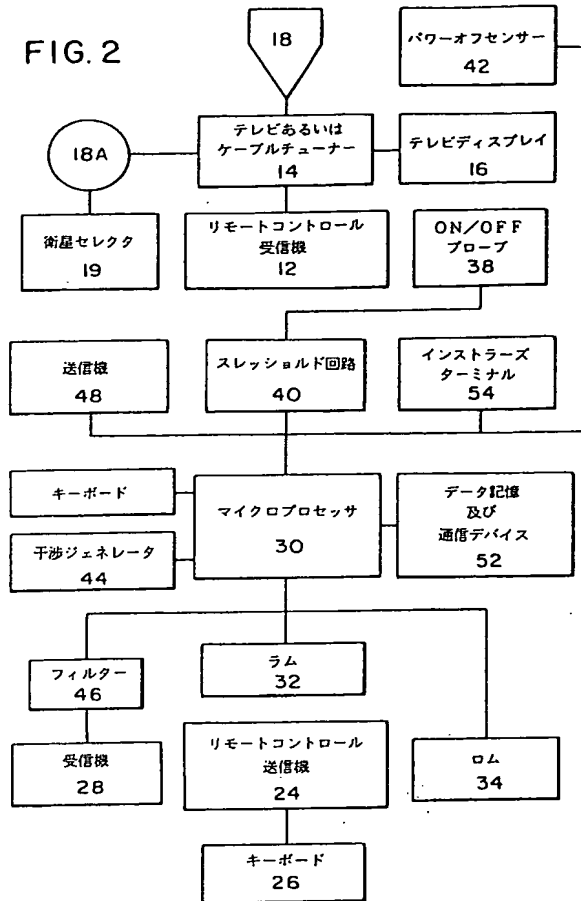 FIG. 2
18
パワーオフセンサー
42
18A
テレビあるいは
ケーブルチューナー
14
テレビディスプレイ
16
衛星セレクタ
19
リモートコントロール
受信機
12
ON/OFF
プローブ
38
送信機
48
スレッショルド回路
40
インストラーズ
ターミナル
54
キーボード
マイクロプロセッサ
30
データ記憶
及び
通信デバイス
52
干渉ジェネレータ
44
フィルター
46
ラム
32
受信機
28
リモートコントロール
送信機
24
ロム
34
キーボード
26